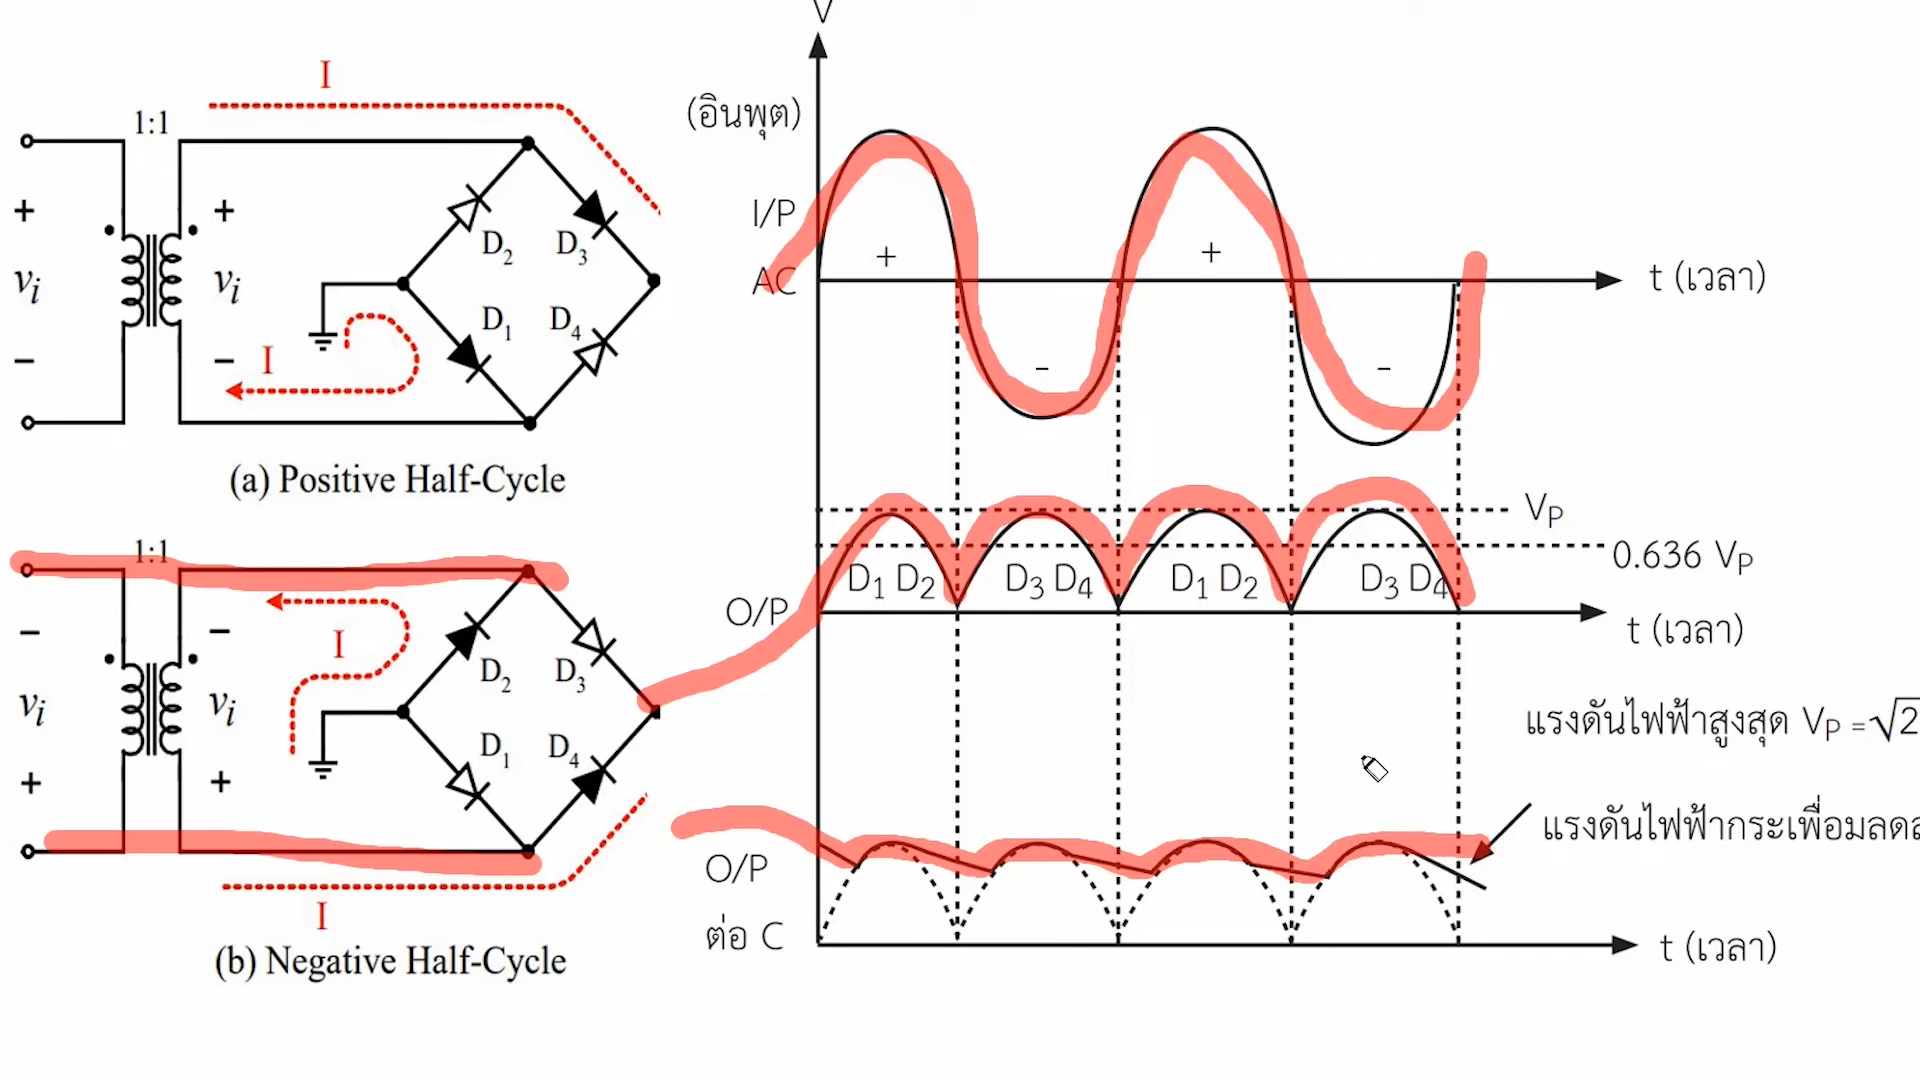 I
1:1
+
+
vi
vi
−
−
I
D2
D3
D1
D4
(a) Positive Half-Cycle
1:1
−
−
I
vi
vi
+
+
D2
D3
D1
D4
I
(b) Negative Half-Cycle
V
(อินพุต)
I/P
AC
+
+
-
-
t (เวลา)
VP
0.636 VP
D1 D2
D3 D4
D1 D2
D3 D4
O/P
t (เวลา)
แรงดันไฟฟ้าสูงสุด VP = √2
แรงดันไฟฟ้ากระเพื่อมลด
O/P
ต่อ C
t (เวลา)